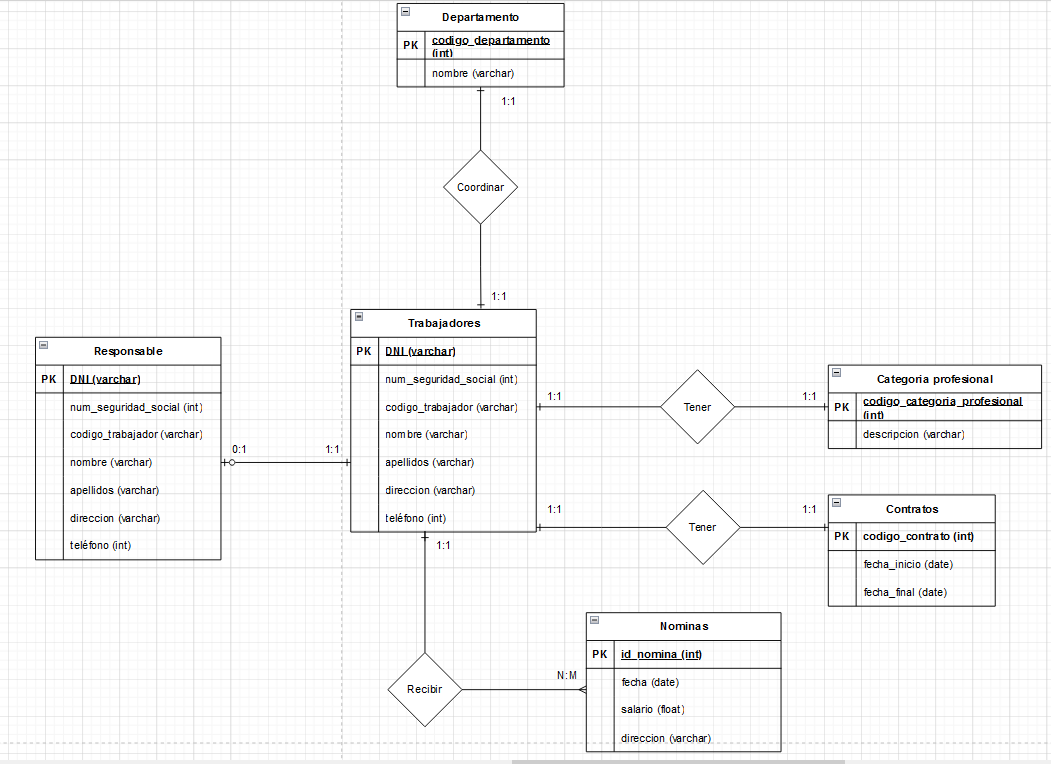 Departamento
PK
codigo_departamento
(int)
nombre (varchar)
1:1
Coordinar
1:1
Responsable
PK
DNI (varchar)
num_seguridad_social (int)
codigo_trabajador (varchar)
nombre (varchar)
apellidos (varchar)
direccion (varchar)
teléfono (int)
0:1
1:1
Trabajadores
PK
DNI (varchar)
num_seguridad_social (int)
codigo_trabajador (varchar)
nombre (varchar)
apellidos (varchar)
direccion (varchar)
teléfono (int)
1:1
Tener
1:1
Categoria profesional
PK
codigo_categoria_profesional
(int)
descripcion (varchar)
1:1
Tener
1:1
Contratos
PK
codigo_contrato (int)
fecha_inicio (date)
fecha_final (date)
1:1
Recibir
N:M
Nominas
PK
id_nomina (int)
fecha (date)
salario (float)
direccion (varchar)